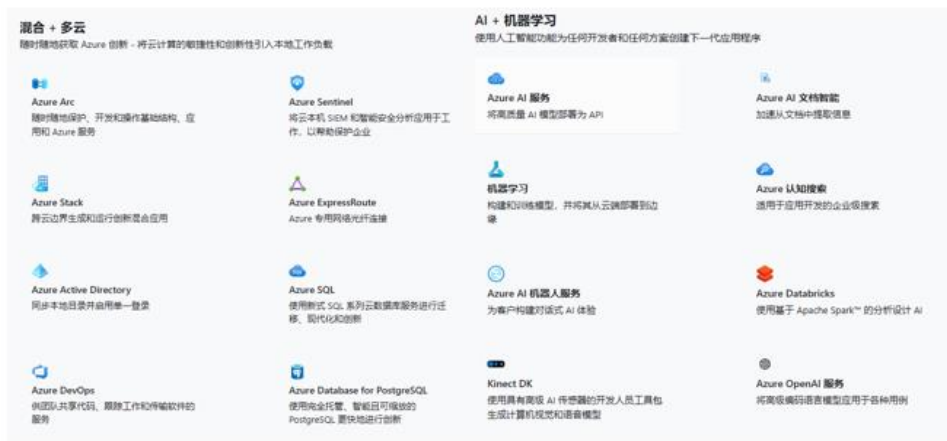 混合 + 多云
随时随地获取 Azure 创新 - 将云计算的敏捷性和创新性引入本地工作负载
Azure Arc
随时随地保护、开发和操作基础结构、应
用和 Azure 服务
Azure Sentinel
将云本机 SIEM 和智能安全分析应用于工
作，以帮助保护企业
Azure Stack
跨云边界生成和运行创新混合应用
Azure ExpressRoute
Azure 专用网络光纤连接
Azure Active Directory
同步本地目录并启用单一登录
Azure SQL
使用新式 SQL 系列云数据库服务进行迁
移、现代化和创新
Azure DevOps
供团队共享代码、跟踪工作和传输软件的
服务
Azure Database for PostgreSQL
使用完全托管、智能且可缩放的
PostgreSQL 更快地进行创新
AI + 机器学习
使用人工智能功能为任何开发者和任何方案创建下一代应用程序
Azure AI 服务
将高质量 AI 模型部署为 API
Azure AI 文档智能
加速从文档中提取信息
机器学习
构建和训练模型，并将其从云端部署到边
缘
Azure 认知搜索
适用于应用开发的企业级搜索
Azure AI 机器人服务
为客户构建对话式 AI 体验
Azure Databricks
使用基于 Apache Spark™ 的分析设计 AI
Kinect DK
使用具有高级 AI 传感器的开发人员工具包
生成计算机视觉和语音模型
Azure OpenAI 服务
将高级编码语言模型应用于各种用例